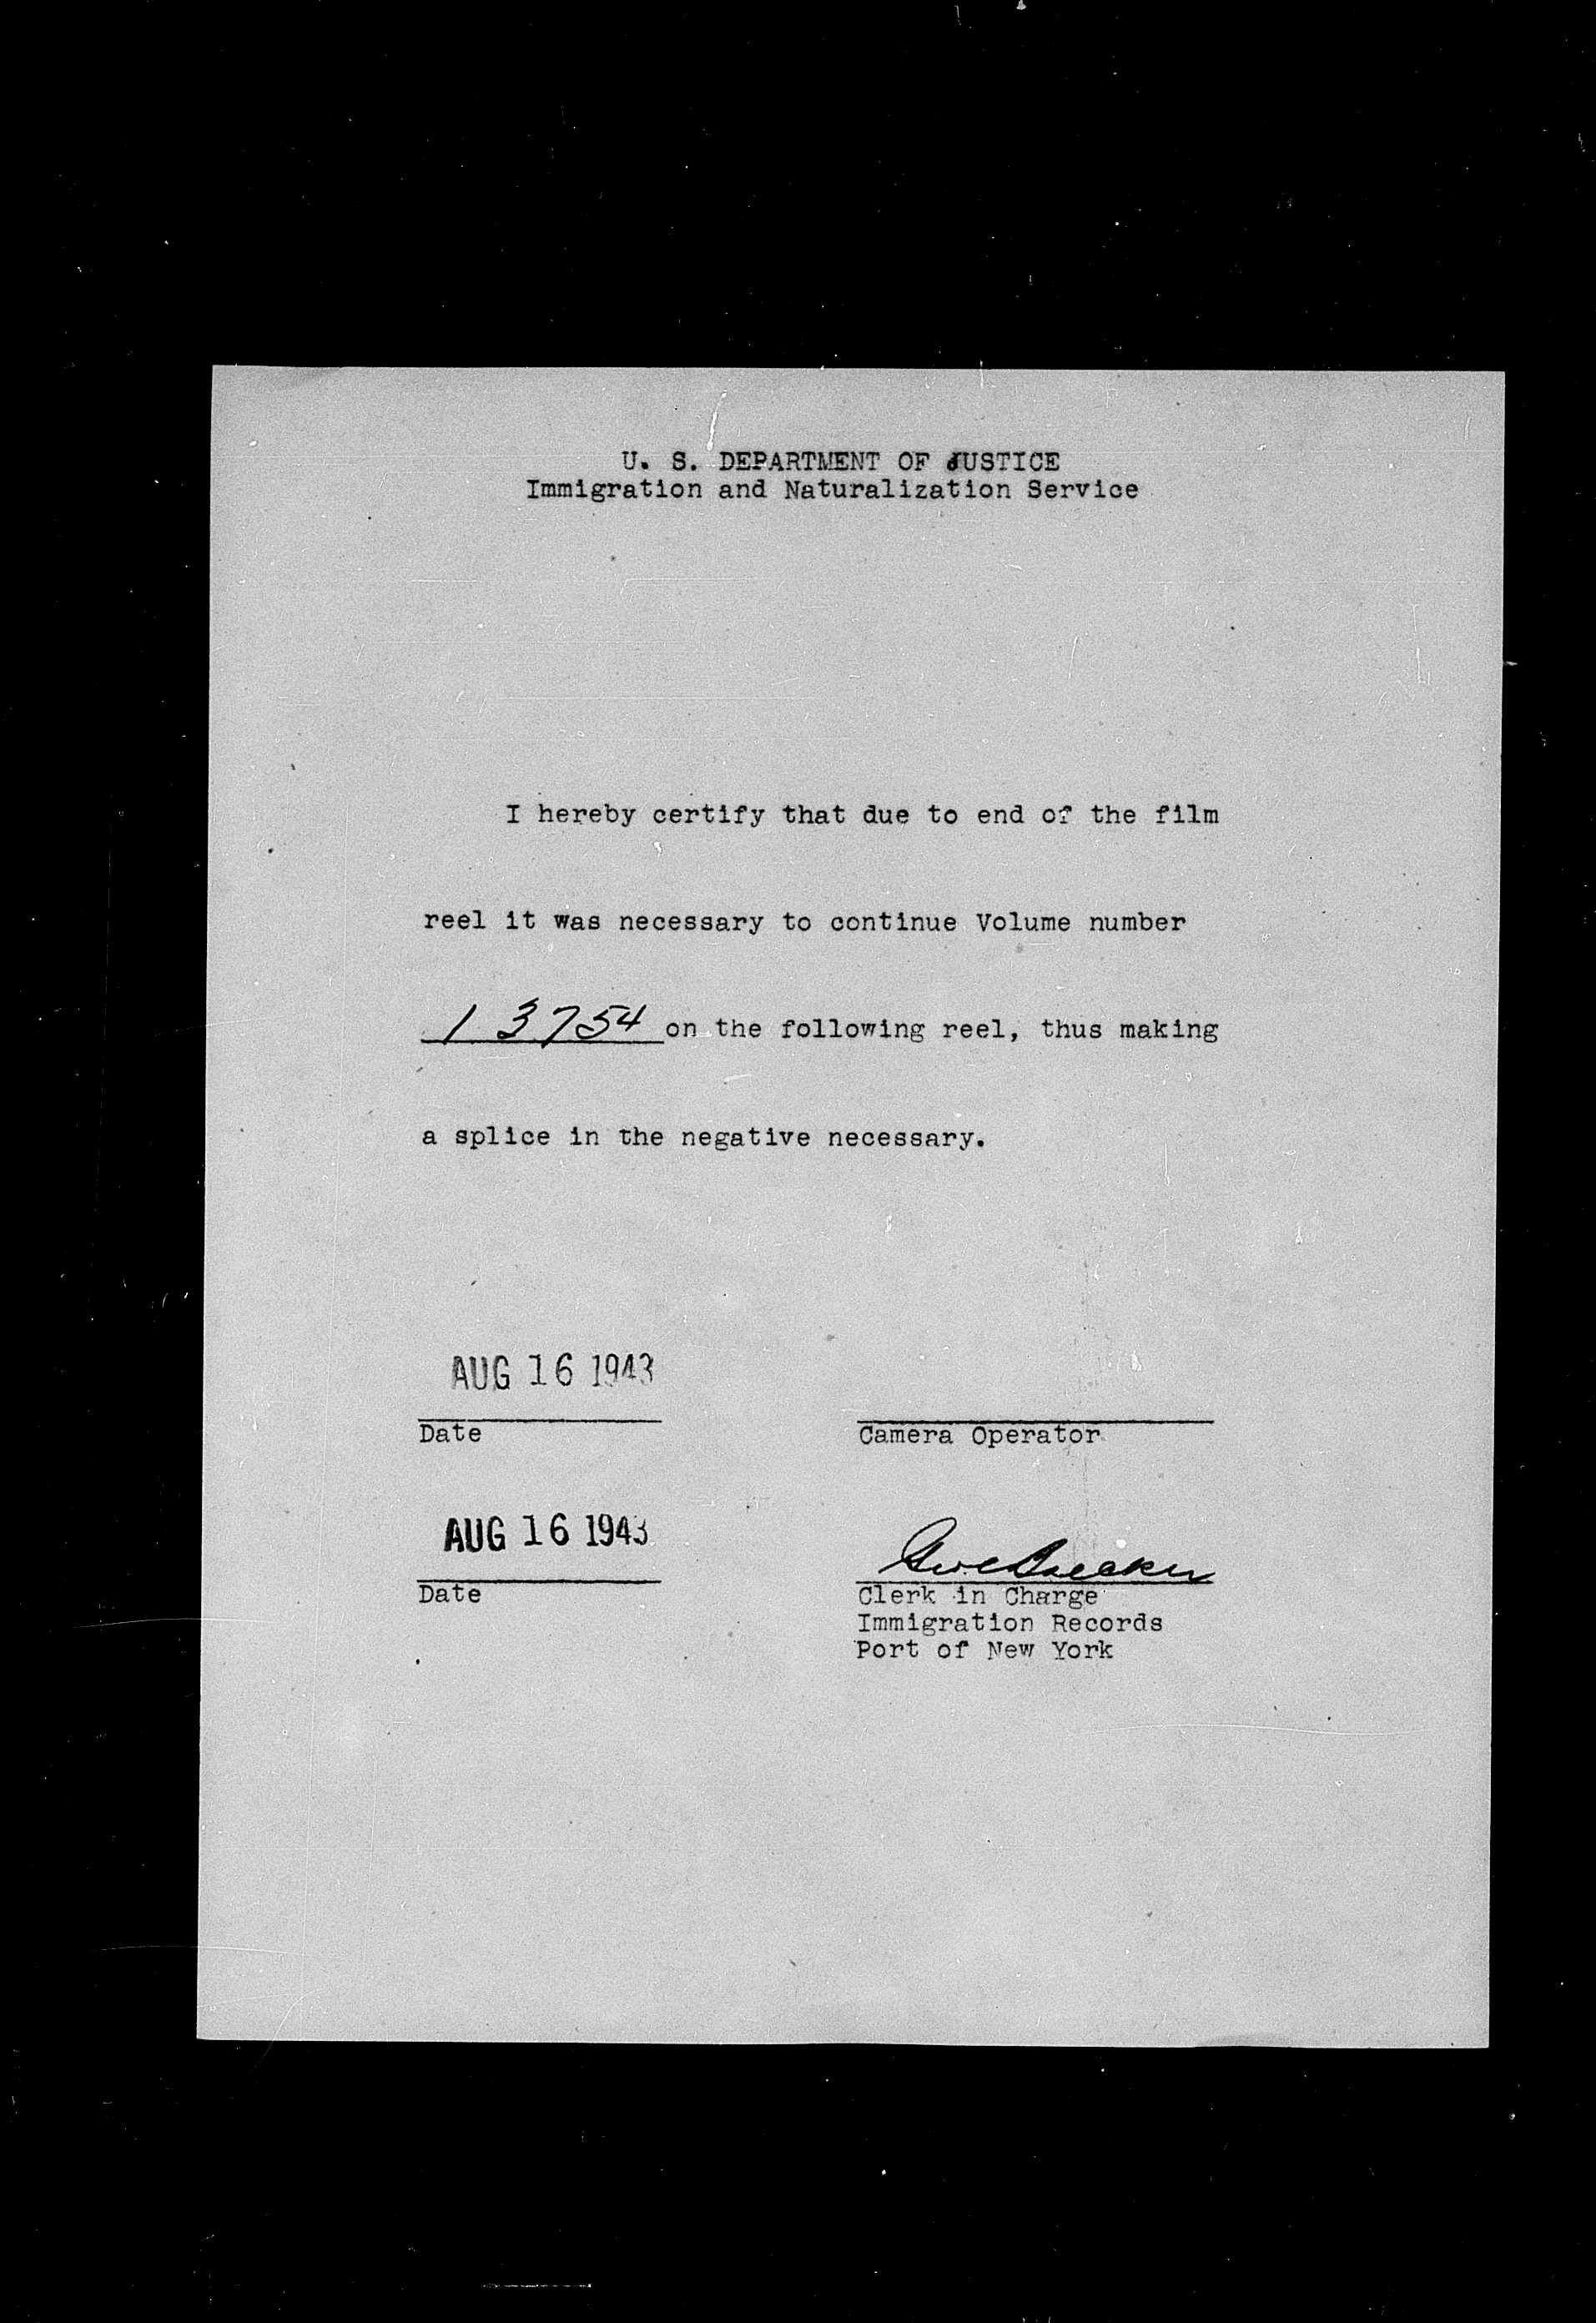 U. S. DEPARTMENT OF JUSTICE
Immigration and Naturalization Service
I hereby certify that due to end of the film
reel it was necessary to continue Volume number
13754 on the following reel, thus making
a splice in the negative necessary.
AUG 16 1943
Date
Camera Operator
AUG 16 1943
Date
Clerk in Charge
Immigration Records
Port of New York